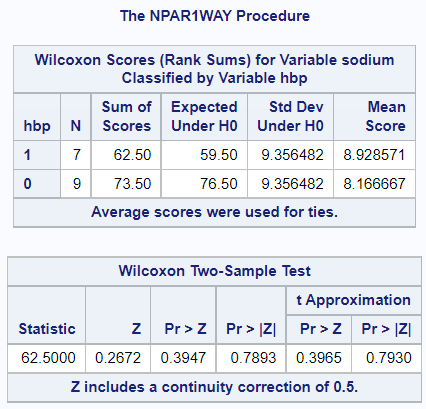 The NPAR1WAY Procedure
Wilcoxon Scores (Rank Sums) for Variable sodium
Classified by Variable hbp
hbp N Sum of Scores Expected Under H0 Std Dev Under H0 Mean Score
1 7 62.50 59.50 9.356482 8.928571
0 9 73.50 76.50 9.356482 8.166667
Average scores were used for ties.
Wilcoxon Two-Sample Test
t Approximation
Statistic Z Pr > Z Pr > |Z| Pr > Z Pr > |Z|
62.5000 0.2672 0.3947 0.7893 0.3965 0.7930
Z includes a continuity correction of 0.5.